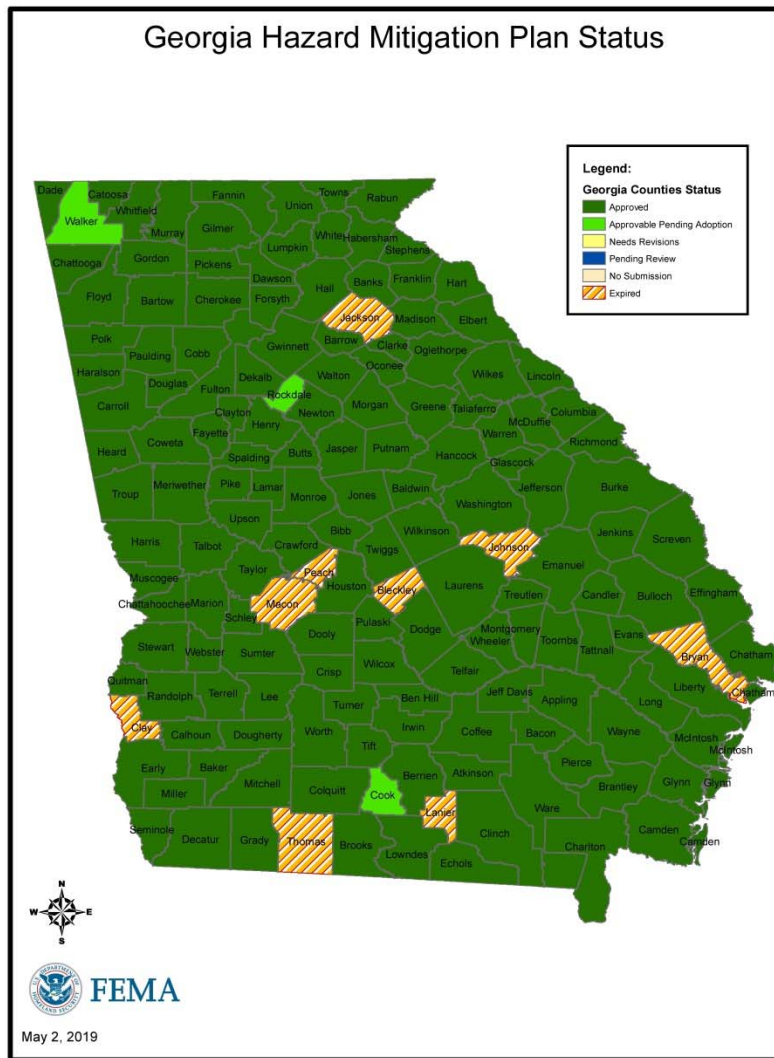 Georgia Hazard Mitigation Plan Status
Legend:
Georgia Counties Status
Approved
Approvable Pending Adoption
Needs Revisions
Pending Review
No Submission
Expired
Dade
Catoosa
Fannin
Towns
Rabun
Union
Walker
Whitfield
Murray
Gilmer
White
Habersham
Lumpkin
Stephens
Chattooga
Gordon
Pickens
Dawson
Banks
Franklin
Hart
Hall
Floyd
Bartow
Cherokee
Forsyth
Jackson
Madison
Elbert
Polk
Barrow
Clarke
Gwinnett
Oglethorpe
Paulding
Cobb
Oconee
Haralson
Dekalb
Walton
Wilkes
Lincoln
Douglas
Fulton
Rockdale
Carroll
Clayton
Newton
Morgan
Greene
Taliaferro
Columbia
McDuffie
Henry
Fayette
Warren
Richmond
Heard
Coweta
Spalding
Butts
Jasper
Putnam
Hancock
Glascock
Troup
Meriwether
Pike
Lamar
Monroe
Jones
Baldwin
Jefferson
Burke
Washington
Upson
Bibb
Wilkinson
Jenkins
Screven
Harris
Talbot
Crawford
Twiggs
Johnson
Emanuel
Taylor
Peach
Muscogee
Houston
Bleckley
Laurens
Treutlen
Candler
Bulloch
Effingham
Chattahoochee
Marion
Macon
Schley
Pulaski
Dodge
Montgomery
Wheeler
Toombs
Tattnall
Evans
Dooly
Stewart
Webster
Sumter
Bryan
Chatham
Crisp
Wilcox
Telfair
Quitman
Randolph
Terrell
Lee
Jeff Davis
Appling
Liberty
Chatham
Long
Turner
Ben Hill
Clay
Calhoun
Dougherty
Worth
Irwin
Coffee
Bacon
Wayne
McIntosh
Tift
McIntosh
Early
Baker
Mitchell
Berrien
Atkinson
Pierce
Colquitt
Cook
Brantley
Glynn
Glynn
Miller
Lanier
Ware
Seminole
Decatur
Grady
Thomas
Brooks
Lowndes
Clinch
Charlton
Camden
Camden
Echols
N
W
E
S
U.S. DEPARTMENT OF
HOMELAND SECURITY
FEMA
May 2, 2019